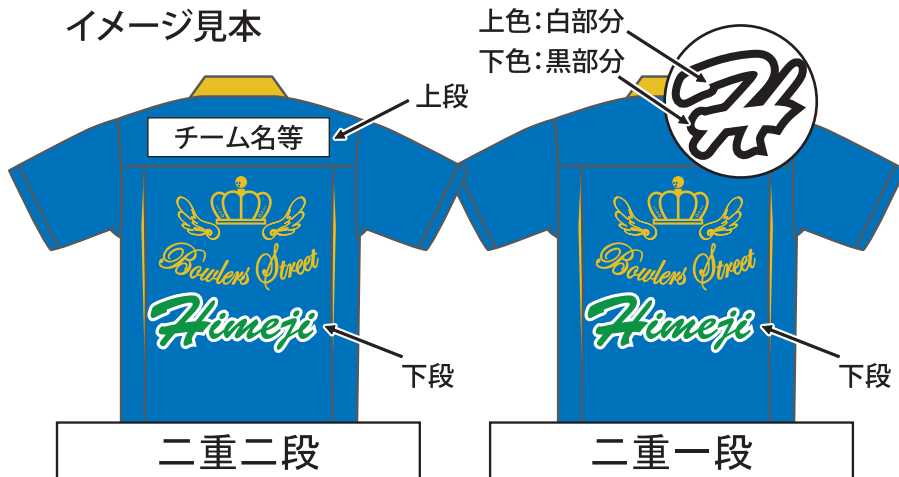 イメージ見本
上色：白部分
下色：黒部分
上段
チーム名等
Bowlers Street
Himeji
下段
二重二段
H
Bowlers Street
Himeji
下段
二重一段